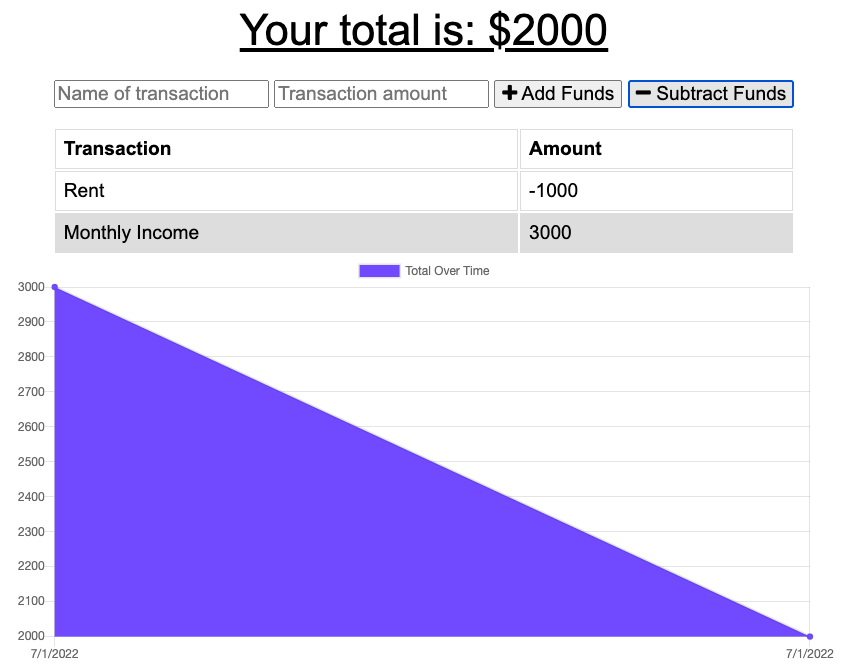 Your total is: $2000
Name of transaction Transaction amount + Add Funds − Subtract Funds
Transaction Amount
Rent -1000
Monthly Income 3000
Total Over Time
3000
2900
2800
2700
2600
2500
2400
2300
2200
2100
2000
7/1/2022 7/1/2022